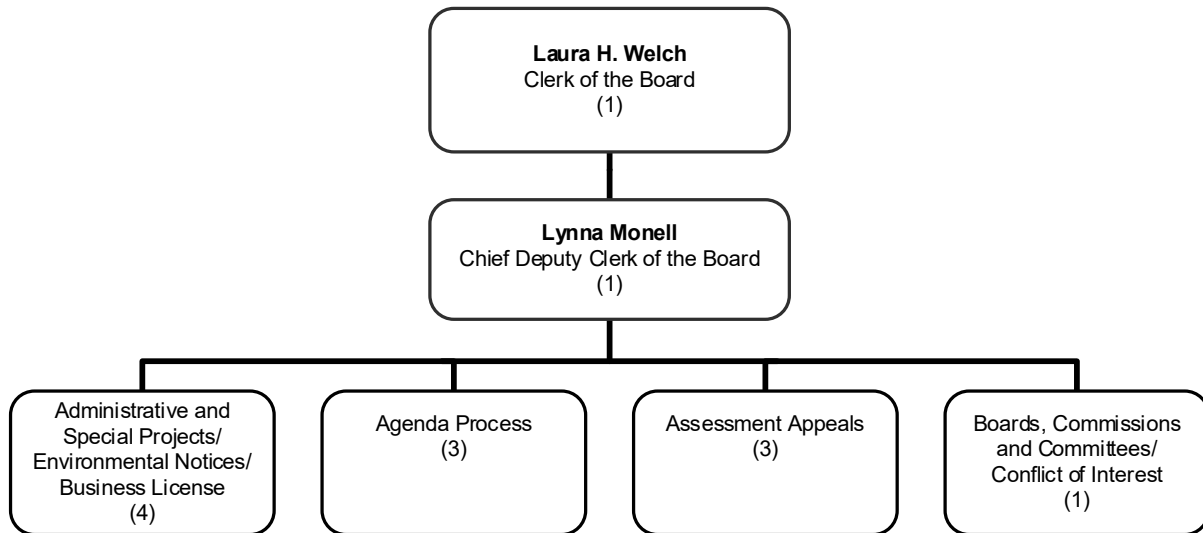 Laura H. Welch
Clerk of the Board
(1)
Lynna Monell
Chief Deputy Clerk of the Board
(1)
Administrative and
Special Projects/
Environmental Notices/
Business License
(4)
Agenda Process
(3)
Assessment Appeals
(3)
Boards, Commissions
and Committees/
Conflict of Interest
(1)